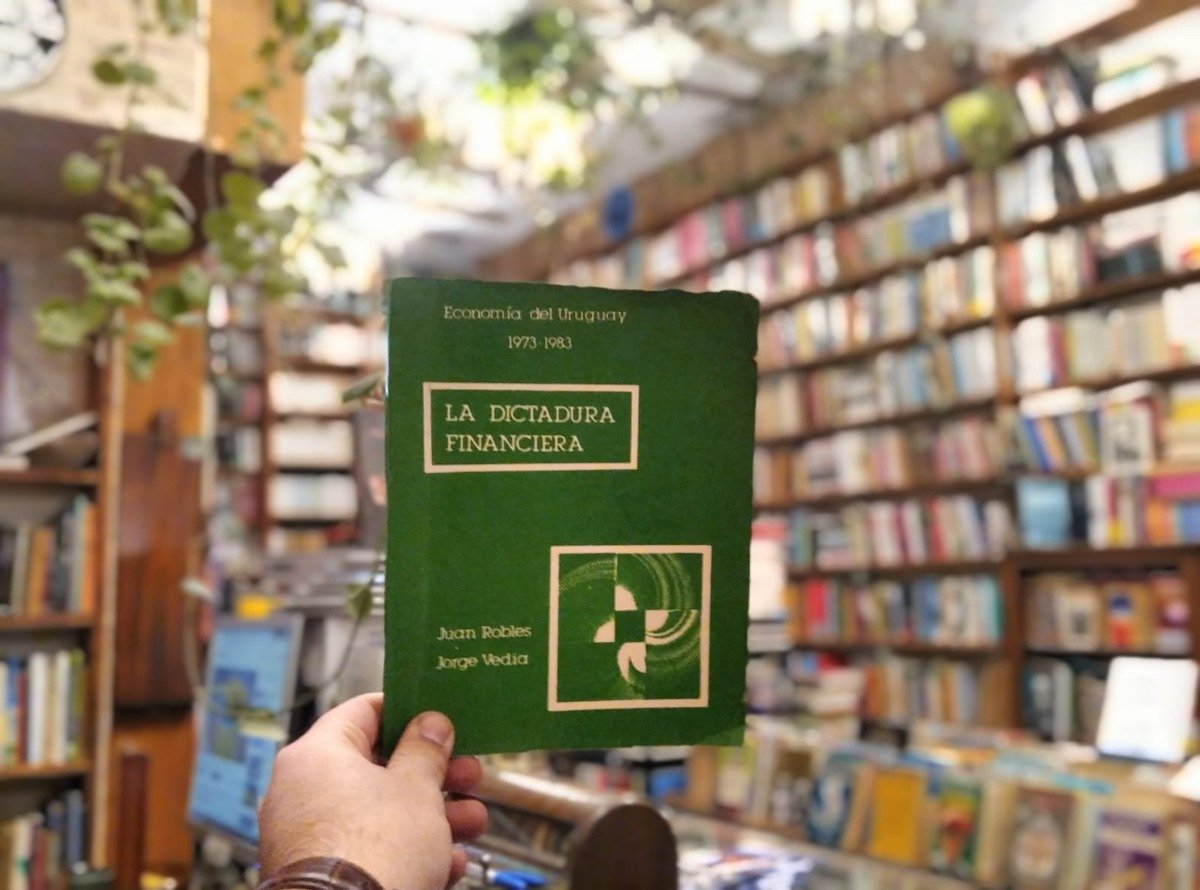 Economía del Uruguay
1973-1983
LA DICTADURA
FINANCIERA
Juan Robles
Jorge Vedia